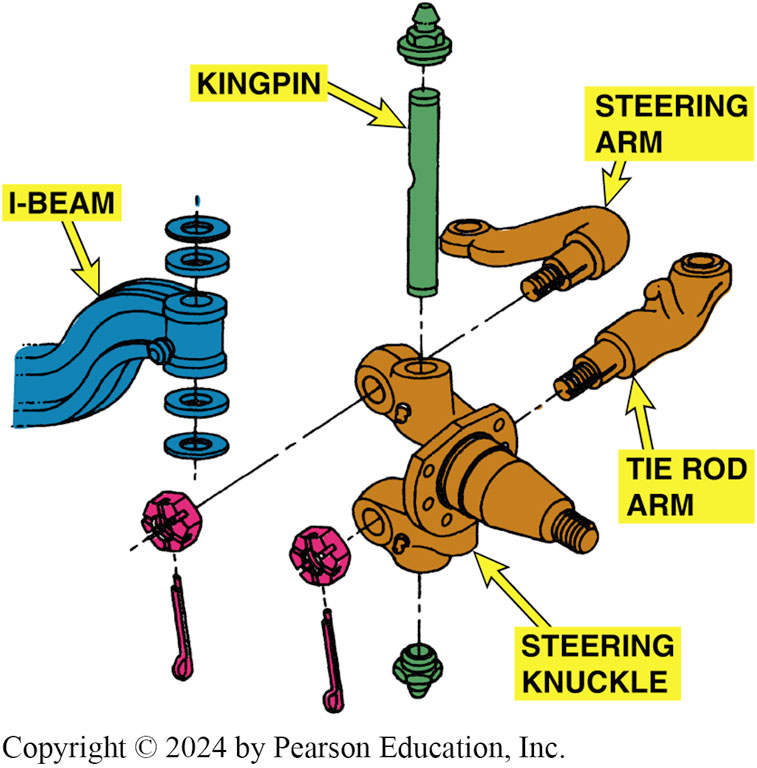 KINGPIN
STEERING
ARM
I-BEAM
TIE ROD
ARM
STEERING
KNUCKLE
Copyright © 2024 by Pearson Education, Inc.